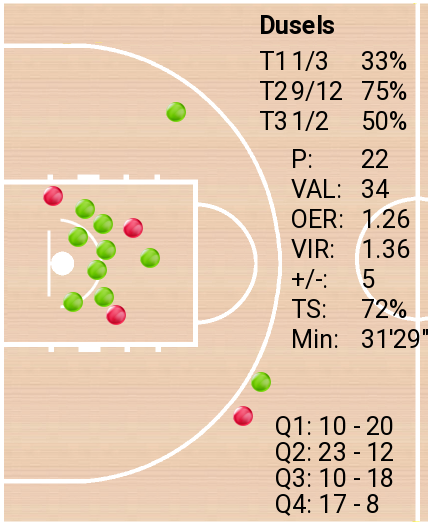 Dusels
T1 1/3 33%
T2 9/12 75%
T3 1/2 50%
P: 22
VAL: 34
OER: 1.26
VIR: 1.36
+/-: 5
TS: 72%
Min: 31'29"
Q1: 10 - 20
Q2: 23 - 12
Q3: 10 - 18
Q4: 17 - 8